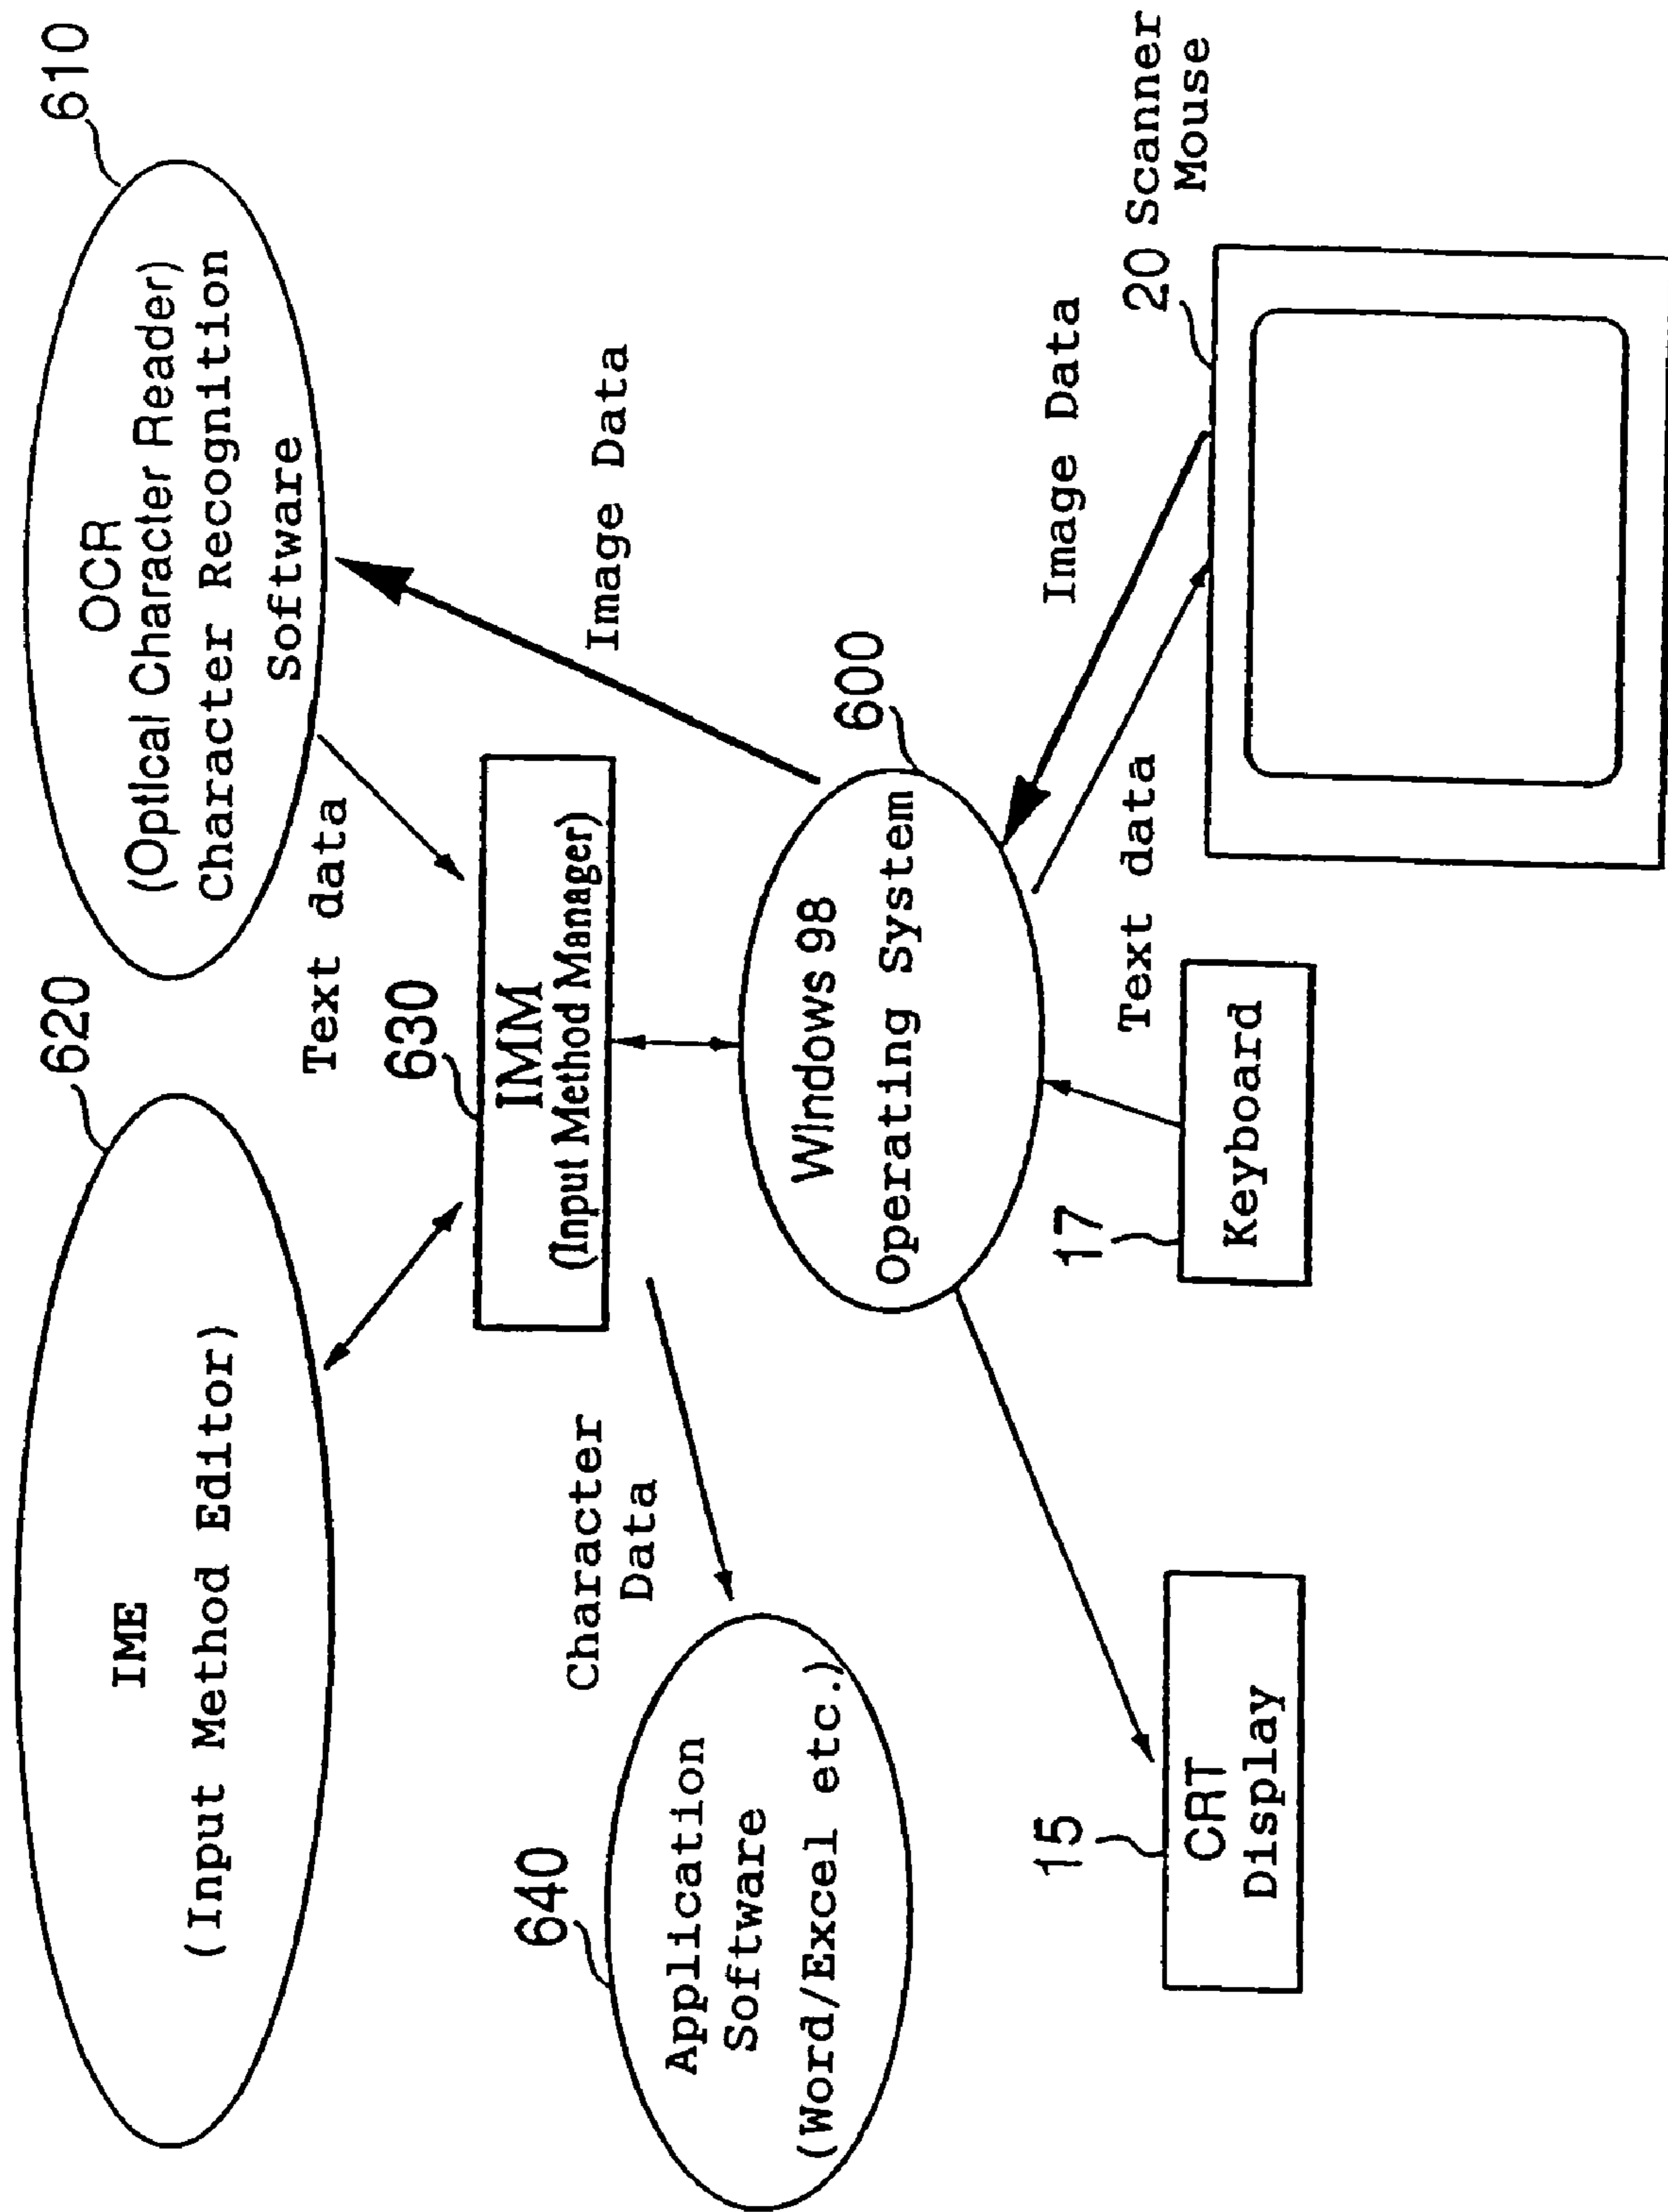 620
IME
(Input Method Editor)
610
OCR
(Optical Character Reader)
Character Recognition
Software
Text data
630
IMM
(Input Method Manager)
Image Data
640
Application
Software
(Word/Excel etc.)
Character
Data
600
Windows 98
Operating System
Image Data
Text data
15
CRT
Display
17
Keyboard
20 Scanner
Mouse